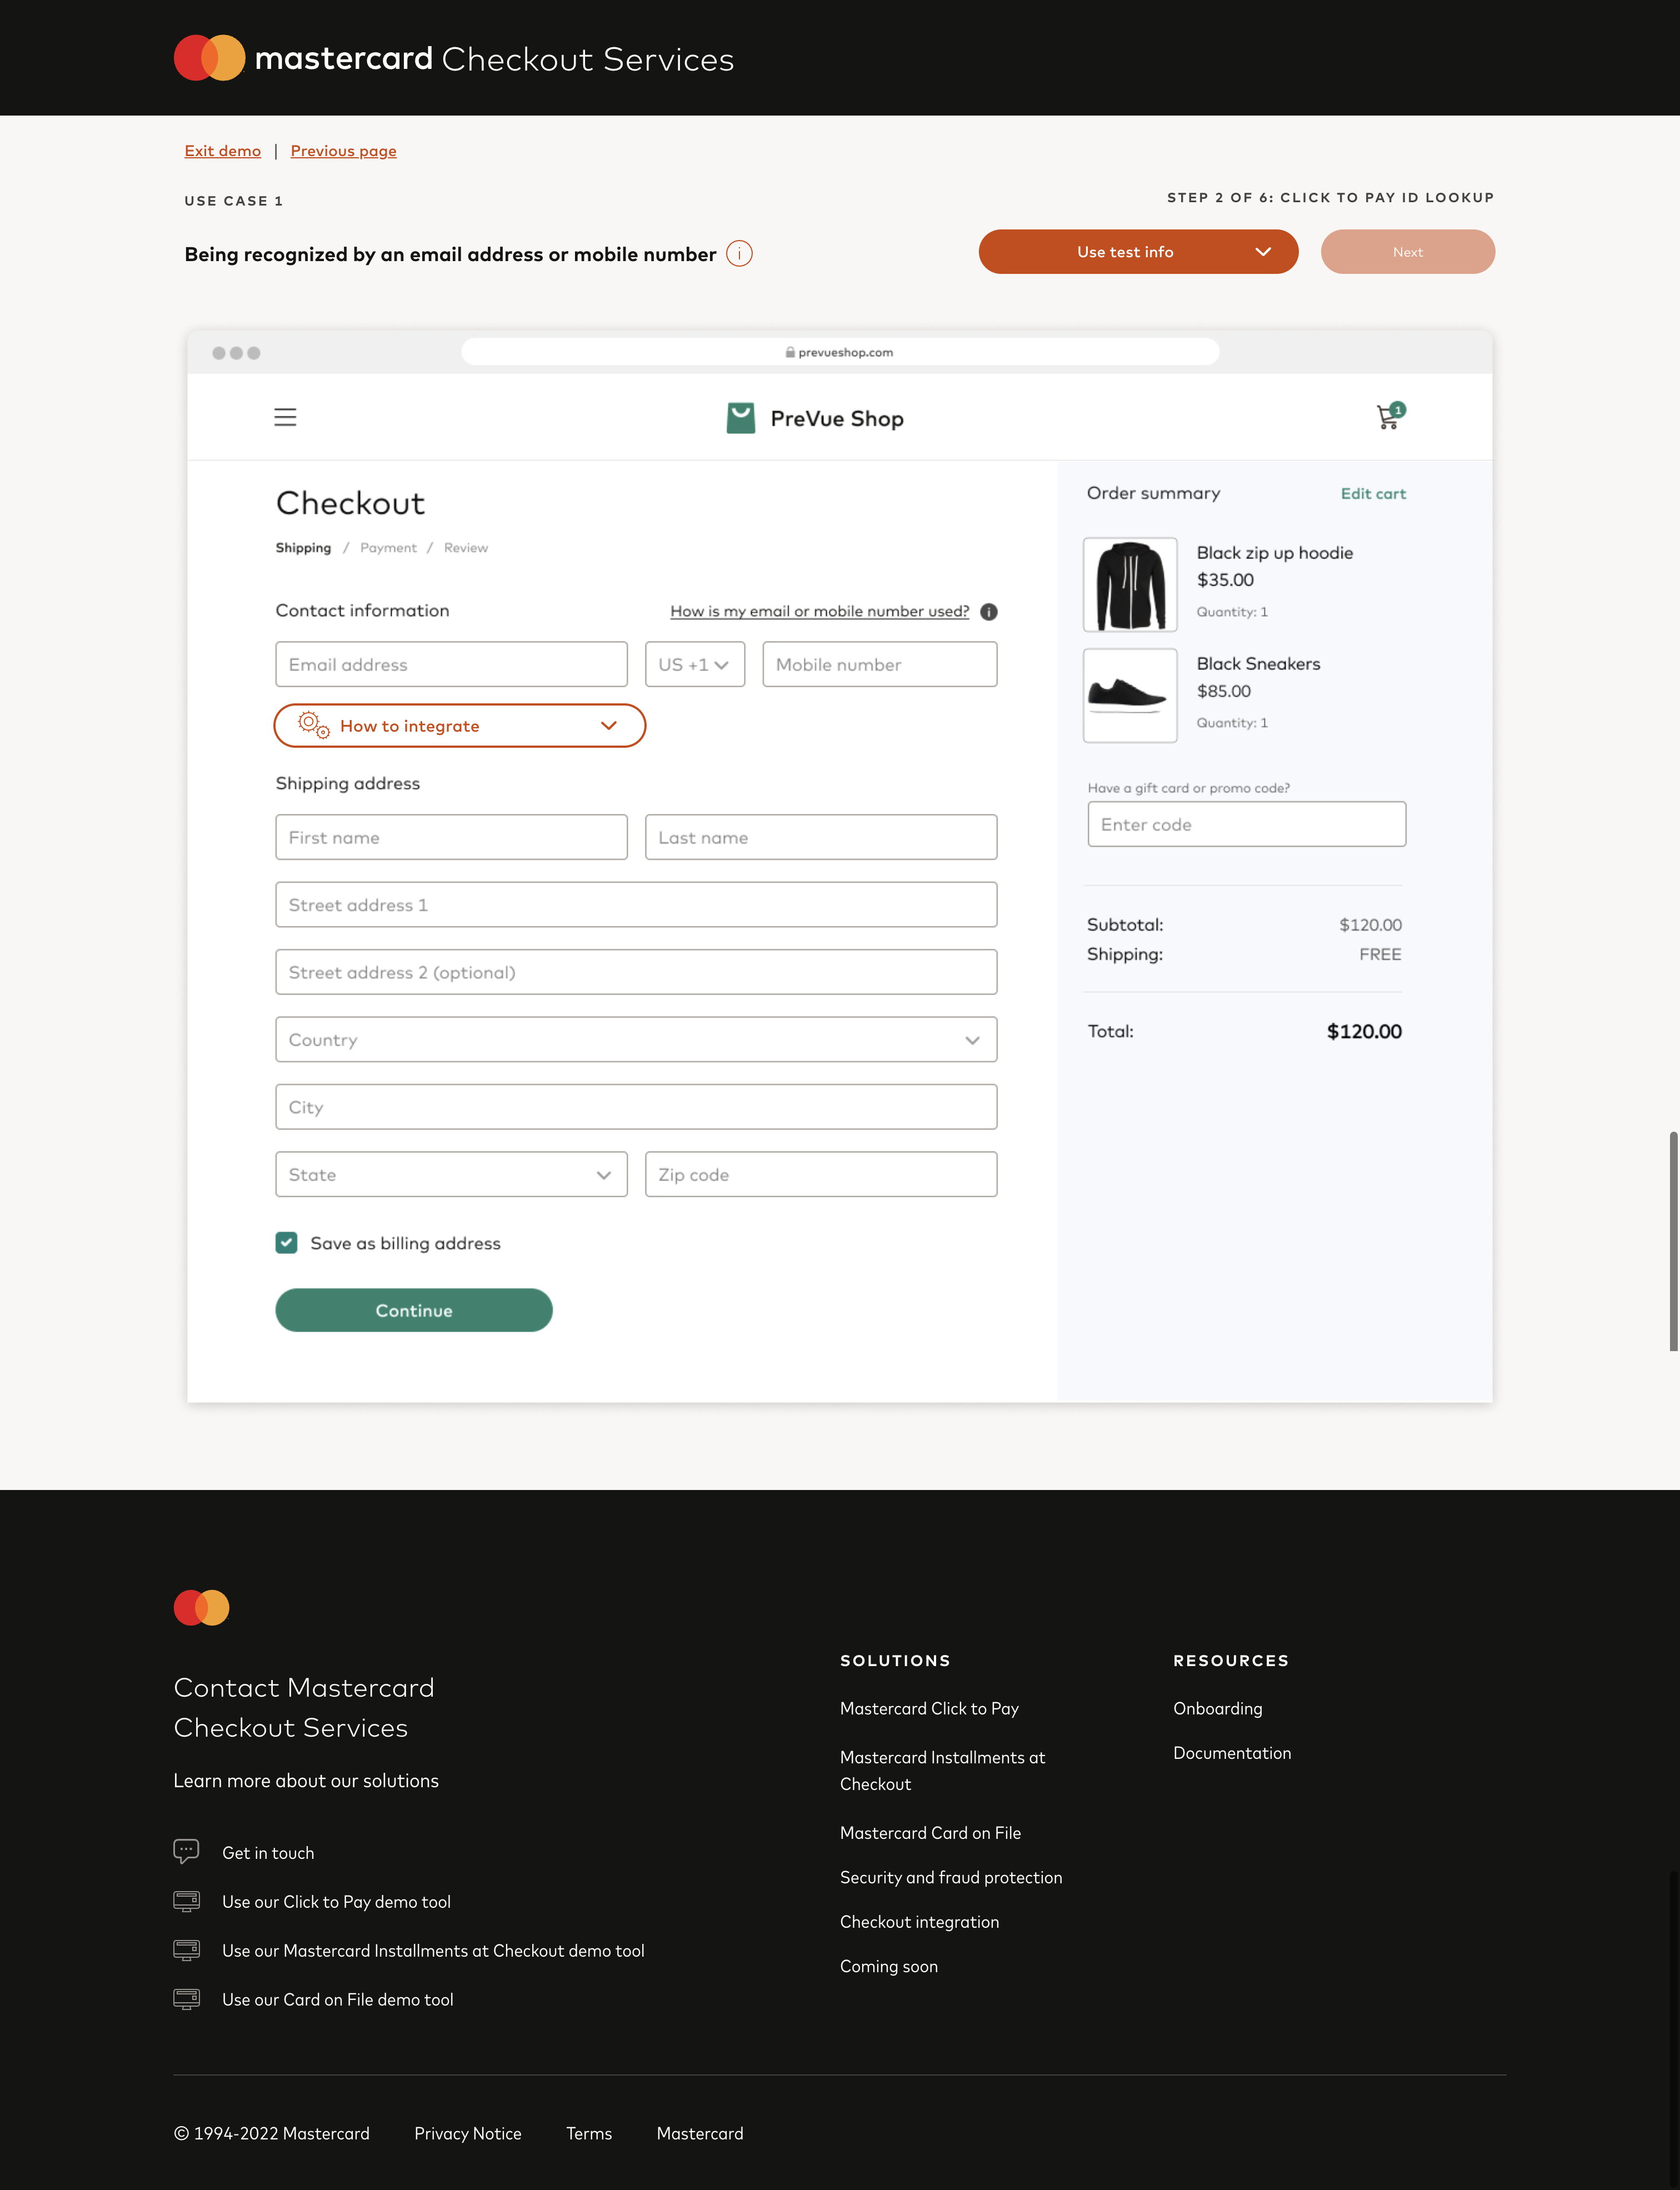 mastercard Checkout Services
Exit demo | Previous page
USE CASE 1
STEP 2 OF 6: CLICK TO PAY ID LOOKUP
Being recognized by an email address or mobile number
Use test info
Next
prevueshop.com
PreVue Shop
1
Checkout
Shipping / Payment / Review
Contact information
How is my email or mobile number used?
Email address
US +1
Mobile number
How to integrate
Shipping address
First name
Last name
Street address 1
Street address 2 (optional)
Country
City
State
Zip code
Save as billing address
Continue
Order summary
Edit cart
Black zip up hoodie
$35.00
Quantity: 1
Black Sneakers
$85.00
Quantity: 1
Have a gift card or promo code?
Enter code
Subtotal: $120.00
Shipping: FREE
Total: $120.00
Contact Mastercard
Checkout Services
Learn more about our solutions
Get in touch
Use our Click to Pay demo tool
Use our Mastercard Installments at Checkout demo tool
Use our Card on File demo tool
SOLUTIONS
Mastercard Click to Pay
Mastercard Installments at
Checkout
Mastercard Card on File
Security and fraud protection
Checkout integration
Coming soon
RESOURCES
Onboarding
Documentation
© 1994-2022 Mastercard
Privacy Notice
Terms
Mastercard